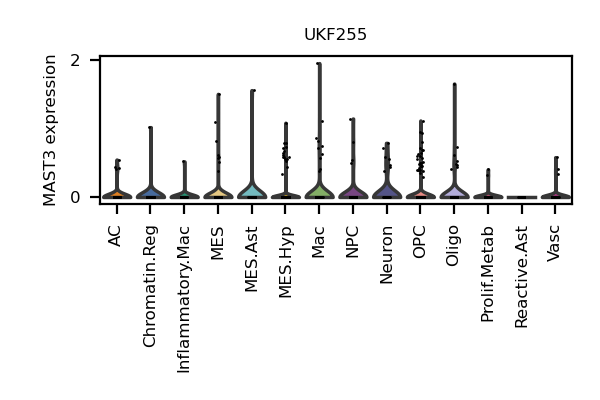 UKF255
MAST3 expression
2
0
AC
Chromatin.Reg
Inflammatory.Mac
MES
MES.Ast
MES.Hyp
Mac
NPC
Neuron
OPC
Oligo
Prolif.Metab
Reactive.Ast
Vasc